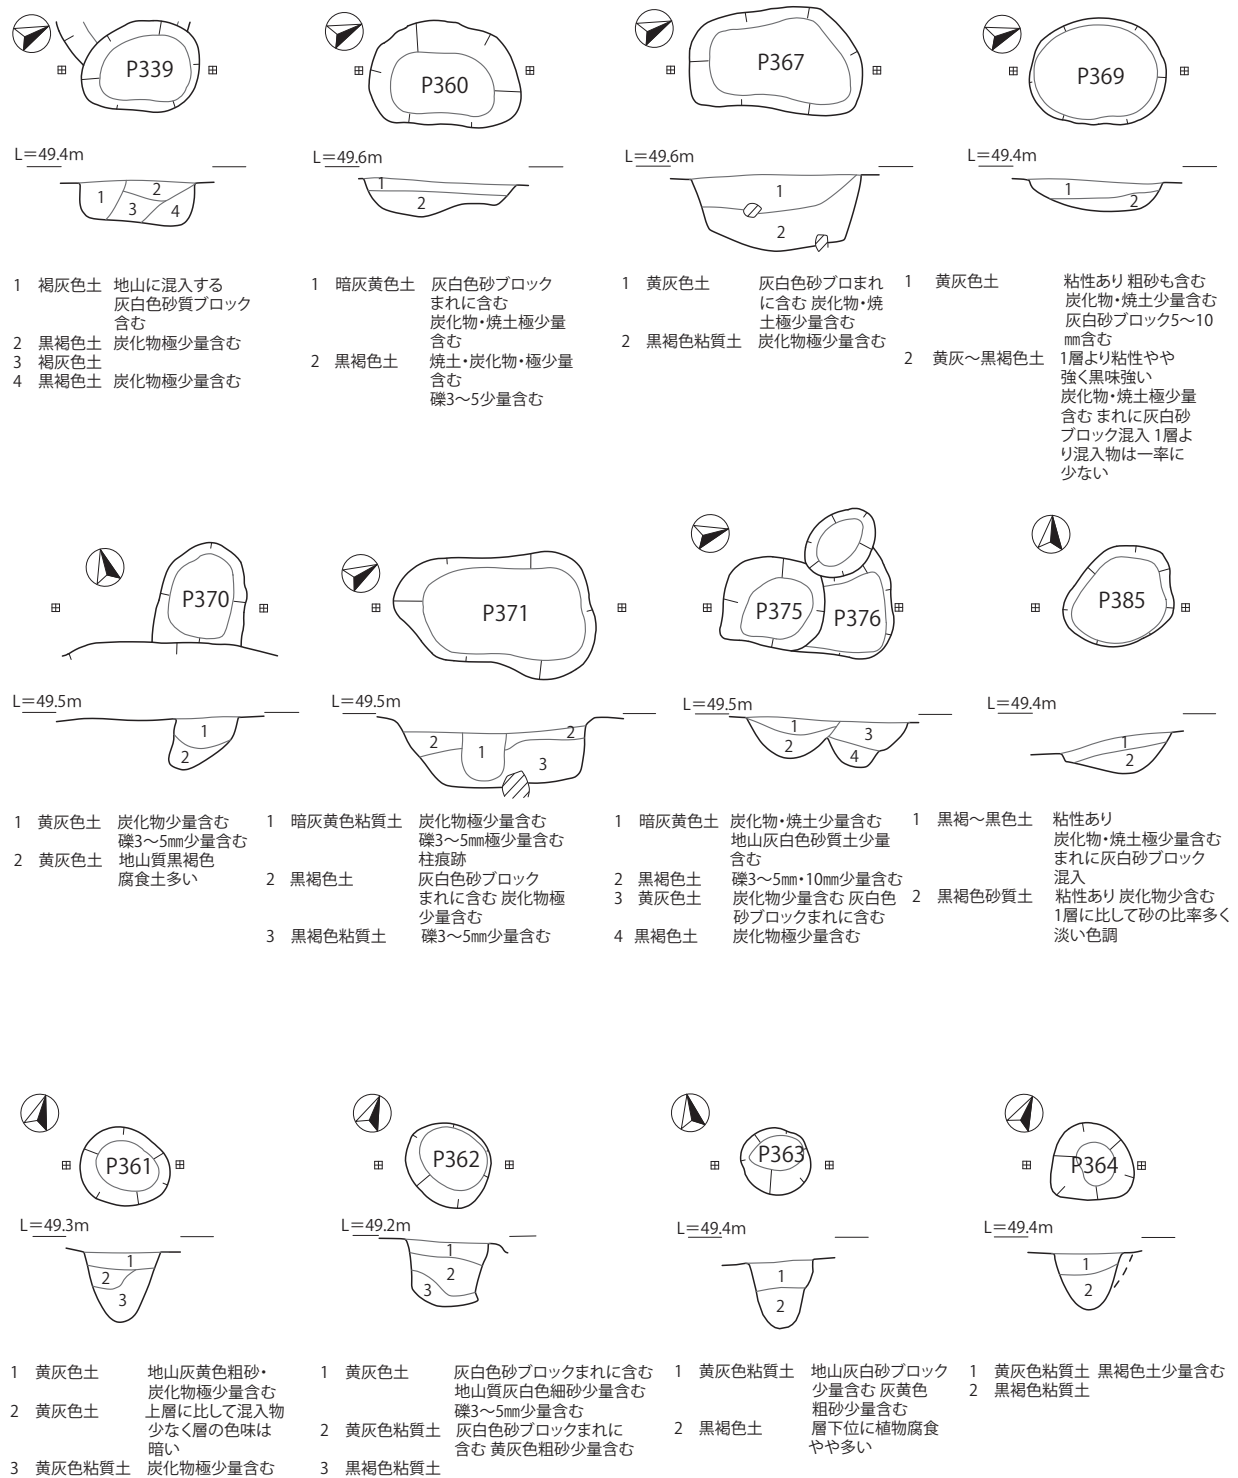 P339
P360
P367
P369
L＝49.4m
L＝49.6m
L＝49.6m
L＝49.4m
1 2 3 4
1 2
1 2
1 2
1 褐灰色土 地山に混入する
灰白色砂質ブロック
含む
2 黒褐色土 炭化物極少量含む
3 褐灰色土
4 黒褐色土 炭化物極少量含む
1 暗灰黄色土 灰白色砂ブロック
まれに含む
炭化物・焼土極少量
含む
2 黒褐色土 焼土・炭化物・極少量
含む
礫3〜5少量含む
1 黄灰色土 灰白色砂ブロまれ
に含む 炭化物・焼
土極少量含む
2 黒褐色粘質土 炭化物極少量含む
1 黄灰色土 粘性あり 粗砂も含む
炭化物・焼土少量含む
灰白砂ブロック5〜10
㎜含む
2 黄灰〜黒褐色土 1層より粘性やや
強く黒味強い
炭化物・焼土極少量
含む まれに灰白砂
ブロック混入 1層よ
り混入物は一率に
少ない
P370
P371
P375
P376
P385
L＝49.5m
L＝49.5m
L＝49.5m
L＝49.4m
1 2
2 1 2 3
1 2 3 4
1 2
1 黄灰色土 炭化物少量含む
礫3〜5㎜少量含む
2 黄灰色土 地山質黒褐色
腐食土多い
1 暗灰黄色粘質土 炭化物極少量含む
礫3〜5㎜極少量含む
柱痕跡
2 黒褐色土 灰白色砂ブロック
まれに含む 炭化物極
少量含む
3 黒褐色粘質土 礫3〜5㎜少量含む
1 暗灰黄色土 炭化物・焼土少量含む
地山灰白色砂質土少量
含む
2 黒褐色土 礫3〜5㎜・10㎜少量含む
3 黄灰色土 炭化物少量含む 灰白色
砂ブロックまれに含む
4 黒褐色土 炭化物極少量含む
1 黒褐〜黒色土 粘性あり
炭化物・焼土極少量含む
まれに灰白砂ブロック
混入
2 黒褐色砂質土 粘性あり 炭化物少含む
1層に比して砂の比率多く
淡い色調
P361
P362
P363
P364
L＝49.3m
L＝49.2m
L＝49.4m
L＝49.4m
1 2 3
1 2 3
1 2
1 2
1 黄灰色土 地山灰黄色粗砂・
炭化物極少量含む
2 黄灰色土 上層に比して混入物
少なく層の色味は
暗い
3 黄灰色粘質土 炭化物極少量含む
1 黄灰色土 灰白色砂ブロックまれに含む
地山質灰白色細砂少量含む
礫3〜5㎜少量含む
2 黄灰色粘質土 灰白色砂ブロックまれに
含む 黄灰色粗砂少量含む
3 黒褐色粘質土
1 黄灰色粘質土 地山灰白砂ブロック
少量含む 灰黄色
粗砂少量含む
2 黒褐色土 層下位に植物腐食
やや多い
1 黄灰色粘質土 黒褐色土少量含む
2 黒褐色粘質土